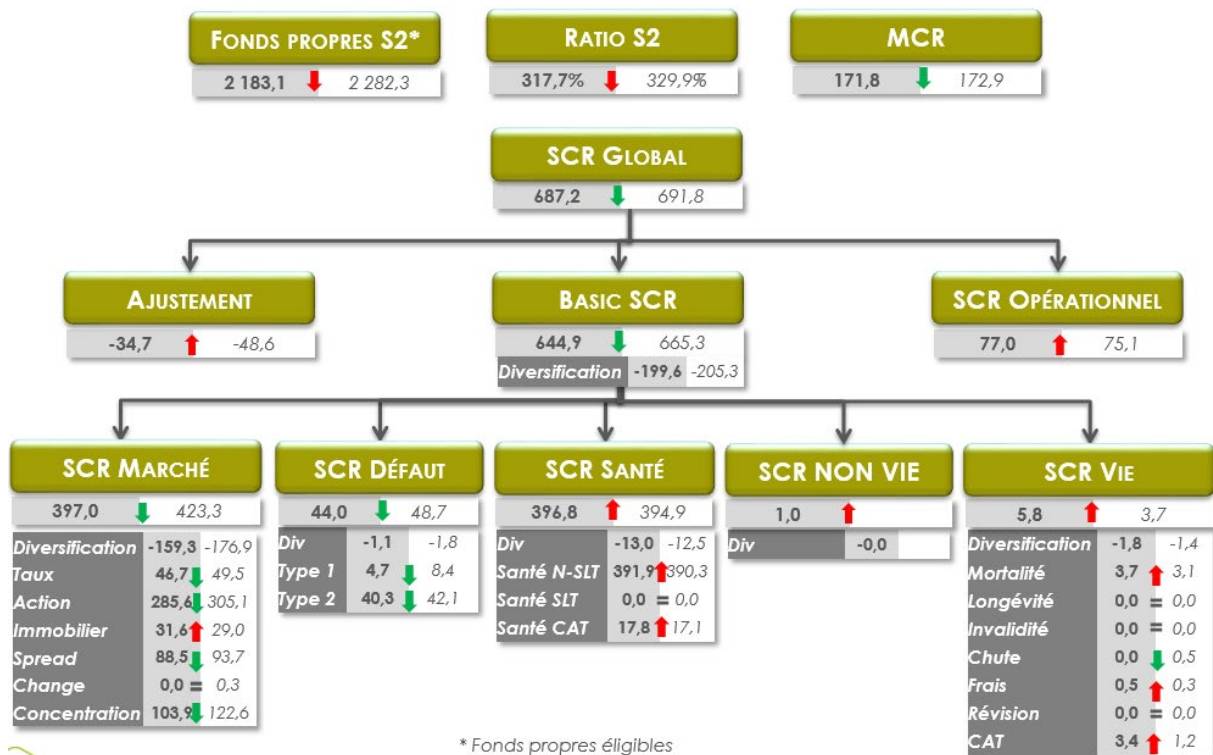 FONDS PROPRES S2*
2 183,1 2 282,3
RATIO S2
317,7% 329,9%
MCR
171,8 172,9
SCR GLOBAL
687,2 691,8
AJUSTEMENT
-34,7 -48,6
BASIC SCR
644,9 665,3
Diversification -199,6 -205,3
SCR OPÉRATIONNEL
77,0 75,1
SCR MARCHÉ
397,0 423,3
Diversification -159,3 -176,9
Taux 46,7 49,5
Action 285,6 305,1
Immobilier 31,6 29,0
Spread 88,5 93,7
Change 0,0 = 0,3
Concentration 103,9 122,6
SCR DÉFAUT
44,0 48,7
Div -1,1 -1,8
Type 1 4,7 8,4
Type 2 40,3 42,1
SCR SANTÉ
396,8 394,9
Div -13,0 -12,5
Santé N-SLT 391,9 390,3
Santé SLT 0,0 = 0,0
Santé CAT 17,8 17,1
SCR NON VIE
1,0
Div -0,0
SCR VIE
5,8 3,7
Diversification -1,8 -1,4
Mortalité 3,7 3,1
Longévité 0,0 = 0,0
Invalidité 0,0 = 0,0
Chute 0,0 0,5
Frais 0,5 0,3
Révision 0,0 = 0,0
CAT 3,4 1,2
* Fonds propres éligibles